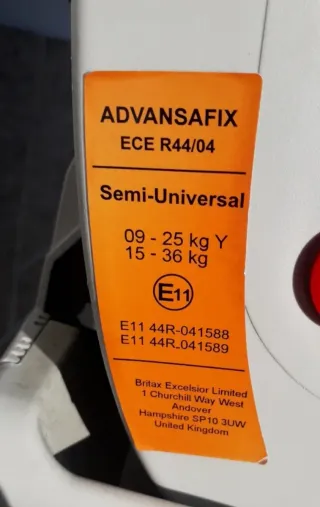 ADVANSAFIX
ECE R44/04
Semi-Universal
09 - 25 kg Y
15 - 36 kg
E11
E11 44R-041588
E11 44R-041589
Britax Excelsior Limited
1 Churchill Way West
Andover
Hampshire SP10 3UW
United Kingdom